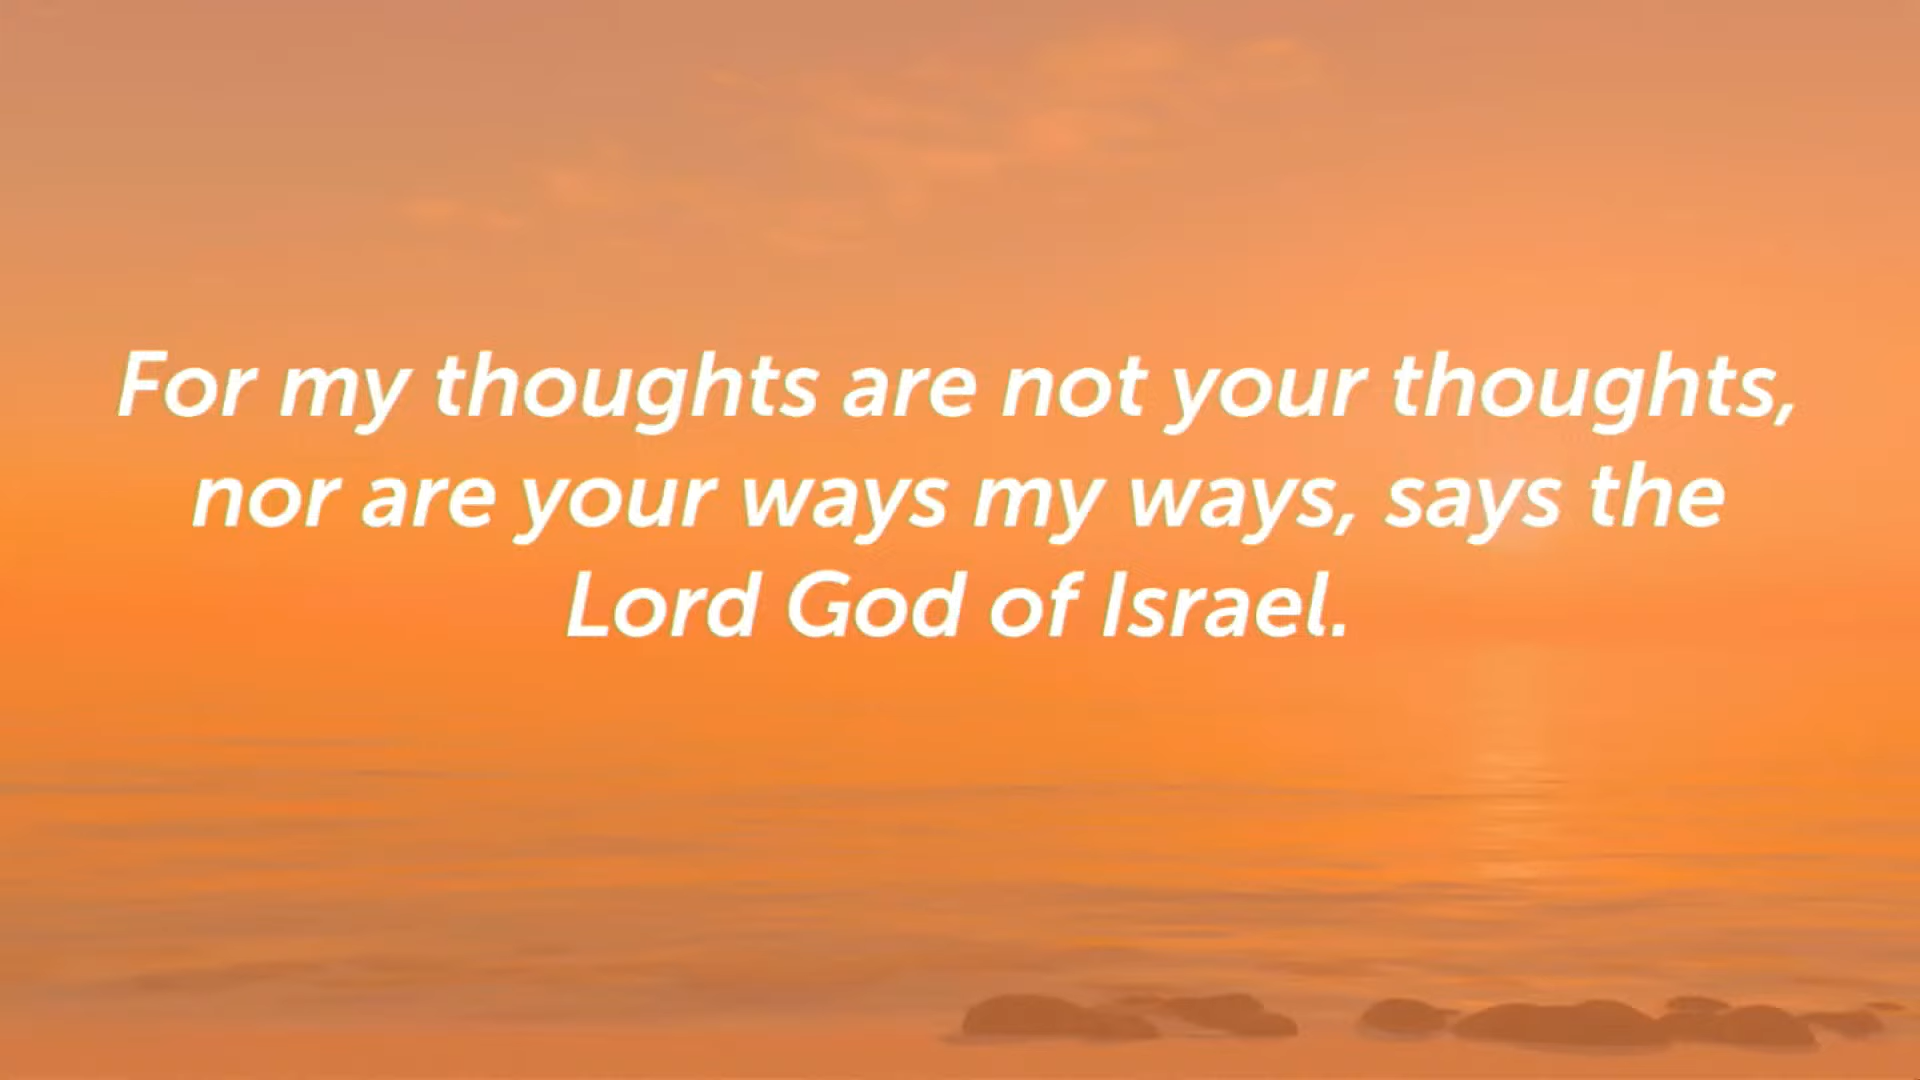 For my thoughts are not your thoughts,
nor are your ways my ways, says the
Lord God of Israel.